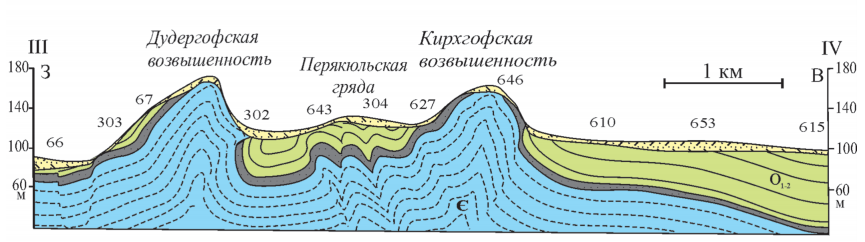 Дудергофская
возвышенность
Перякюльская
гряда
Кирхгофская
возвышенность
III
IV
180 З
В 180
1 км
140
140
100
100
60
60
м
м
66
303
67
302
643
304
627
646
610
653
615
O₁₋₂
Є